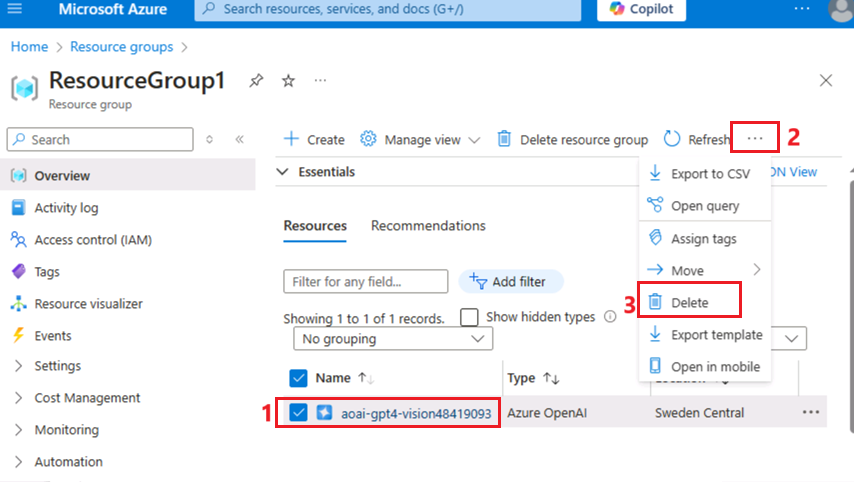 Microsoft Azure
Search resources, services, and docs (G+/)
Copilot
Home > Resource groups >
ResourceGroup1
Resource group
Search
Create
Manage view
Delete resource group
Refresh
... 2
Overview
Activity log
Access control (IAM)
Tags
Resource visualizer
Events
Settings
Cost Management
Monitoring
Automation
Essentials
ON View
Resources Recommendations
Filter for any field...
Add filter
Showing 1 to 1 of 1 records.
Show hidden types
No grouping
Name ↑↓ Type ↑↓
1 aoai-gpt4-vision48419093 Azure OpenAI Sweden Central ...
Export to CSV
Open query
Assign tags
Move
3 Delete
Export template
Open in mobile